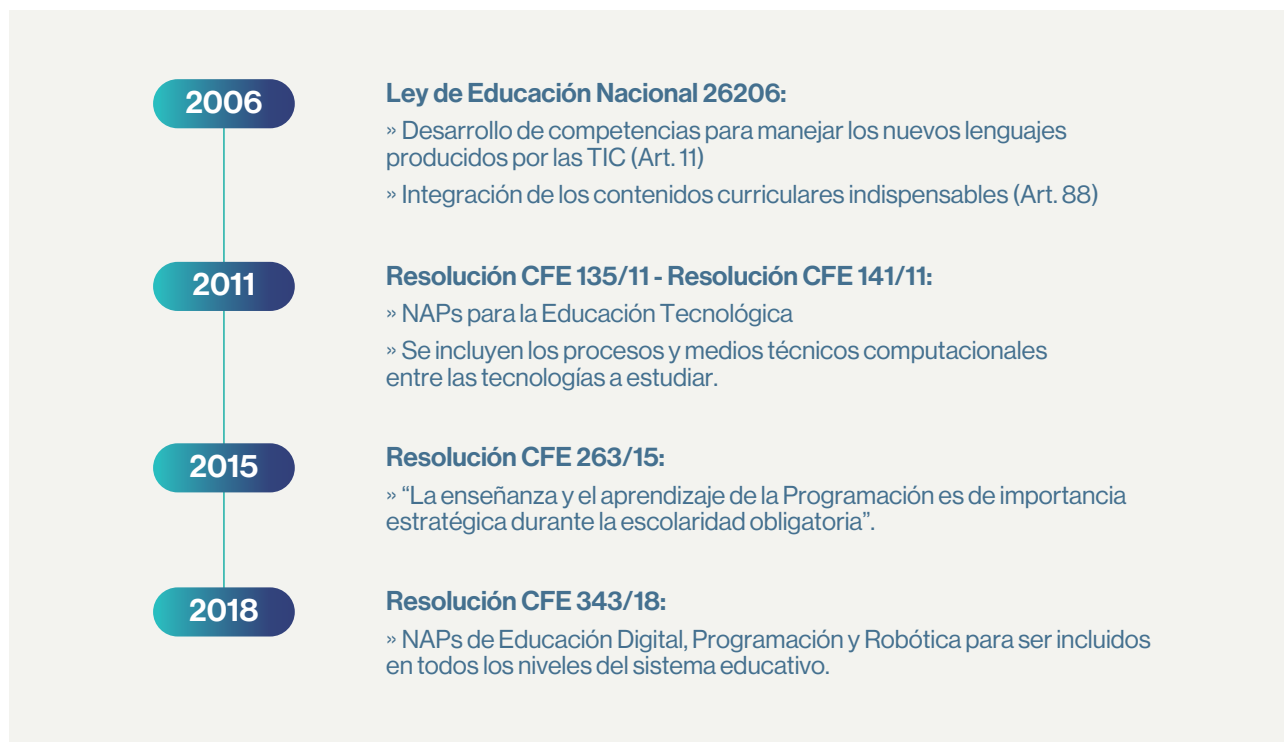 2006
Ley de Educación Nacional 26206:
» Desarrollo de competencias para manejar los nuevos lenguajes
producidos por las TIC (Art. 11)
» Integración de los contenidos curriculares indispensables (Art. 88)
2011
Resolución CFE 135/11 - Resolución CFE 141/11:
» NAPs para la Educación Tecnológica
» Se incluyen los procesos y medios técnicos computacionales
entre las tecnologías a estudiar.
2015
Resolución CFE 263/15:
» “La enseñanza y el aprendizaje de la Programación es de importancia
estratégica durante la escolaridad obligatoria”.
2018
Resolución CFE 343/18:
» NAPs de Educación Digital, Programación y Robótica para ser incluidos
en todos los niveles del sistema educativo.